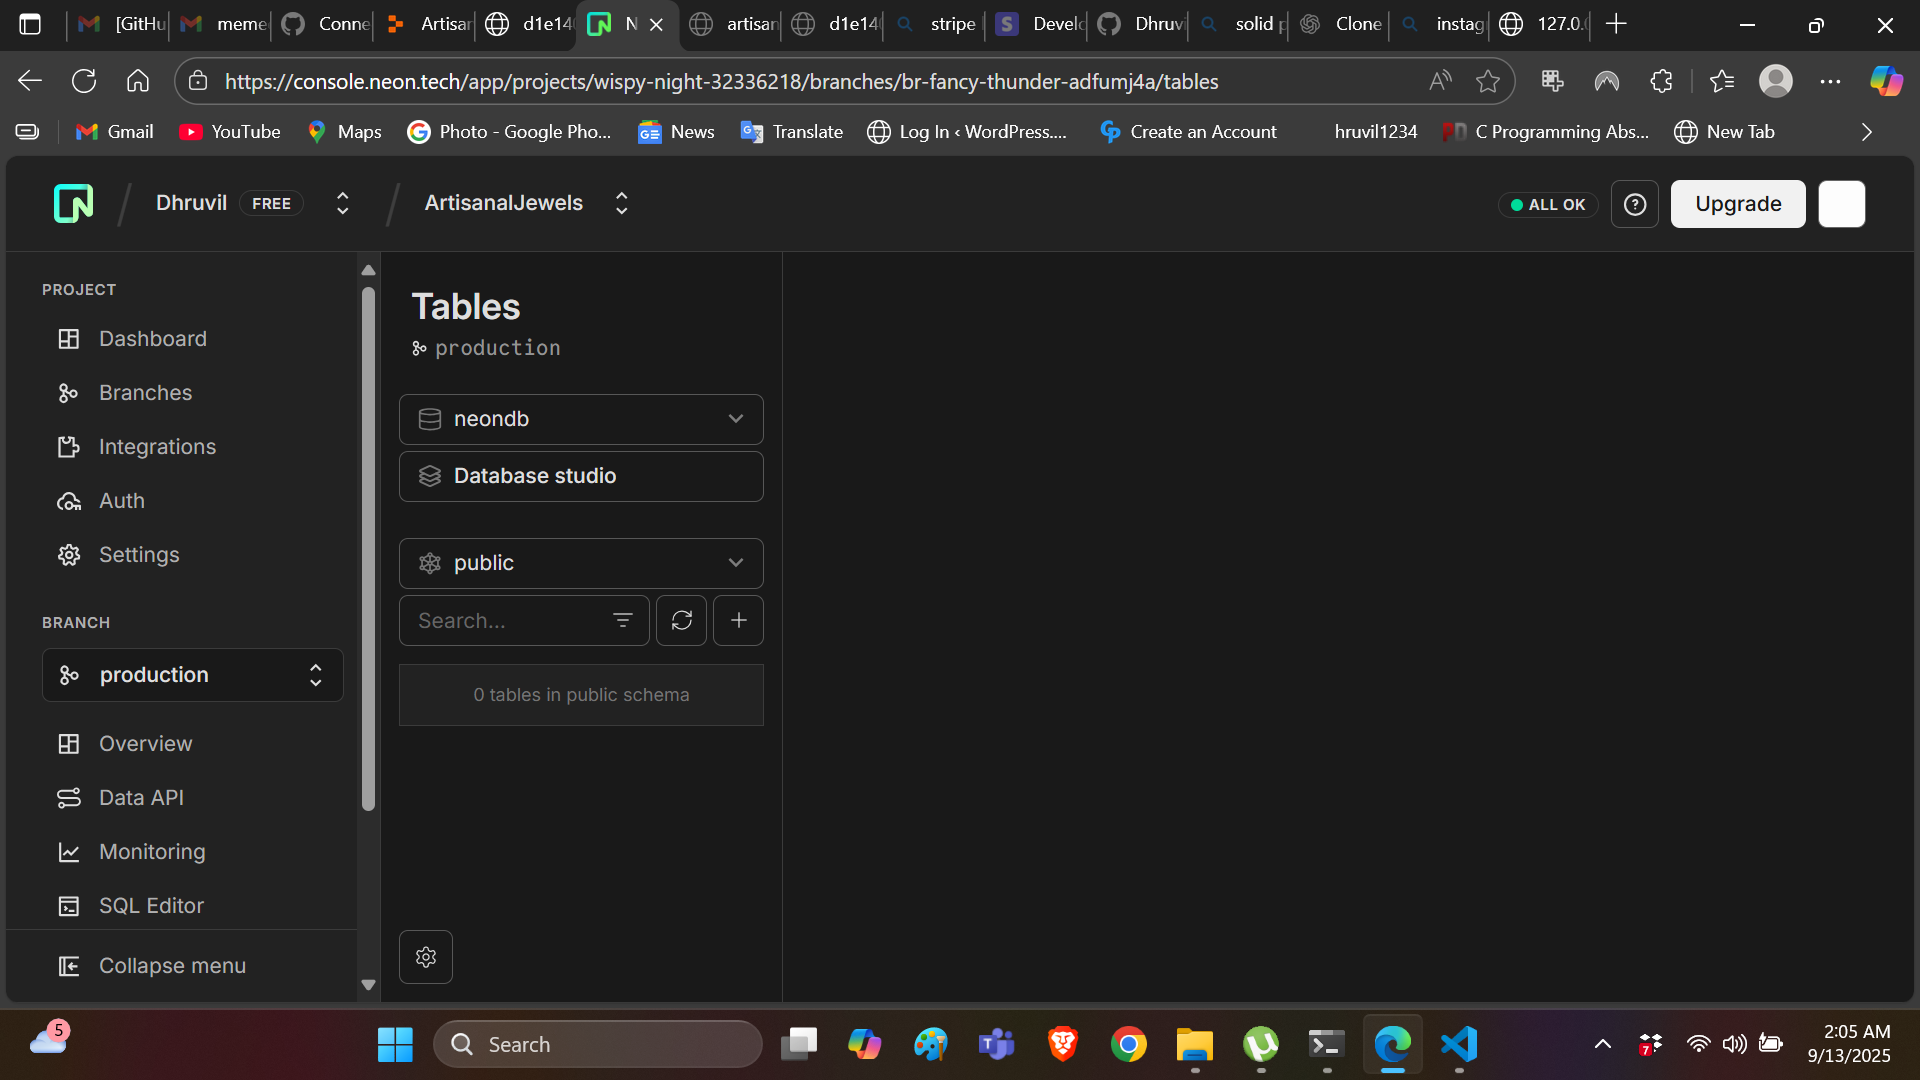 [GitHu
meme
Conne
Artisan
d1e14
N
artisan
d1e14
stripe
Develo
Dhruvi
solid p
Clone
instag
127.0.
https://console.neon.tech/app/projects/wispy-night-32336218/branches/br-fancy-thunder-adfumj4a/tables
Gmail
YouTube
Maps
Photo - Google Pho...
News
Translate
Log In ‹ WordPress....
Create an Account
hruvil1234
C Programming Abs...
New Tab
Dhruvil FREE
ArtisanalJewels
ALL OK
Upgrade
PROJECT
Dashboard
Branches
Integrations
Auth
Settings
BRANCH
production
Overview
Data API
Monitoring
SQL Editor
Collapse menu
Tables
production
neondb
Database studio
public
Search...
0 tables in public schema
5
Search
7
2:05 AM
9/13/2025